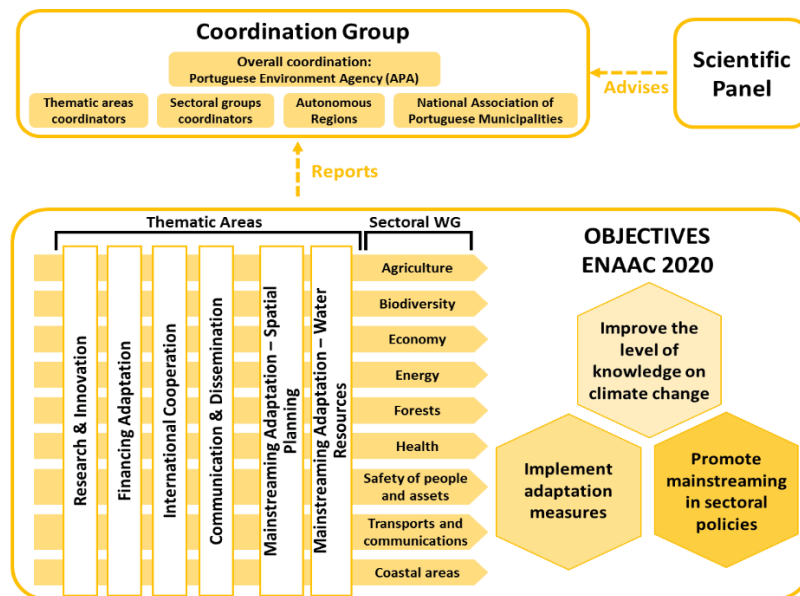 Coordination Group
Overall coordination:
Portuguese Environment Agency (APA)
Thematic areas
coordinators
Sectoral groups
coordinators
Autonomous
Regions
National Association of
Portuguese Municipalities
Advises
Scientific
Panel
Reports
Thematic Areas
Sectoral WG
Research & Innovation
Financing Adaptation
International Cooperation
Communication & Dissemination
Mainstreaming Adaptation – Spatial
Planning
Mainstreaming Adaptation – Water
Resources
Agriculture
Biodiversity
Economy
Energy
Forests
Health
Safety of people
and assets
Transports and
communications
Coastal areas
OBJECTIVES
ENAAC 2020
Improve the
level of
knowledge on
climate change
Implement
adaptation
measures
Promote
mainstreaming
in sectoral
policies